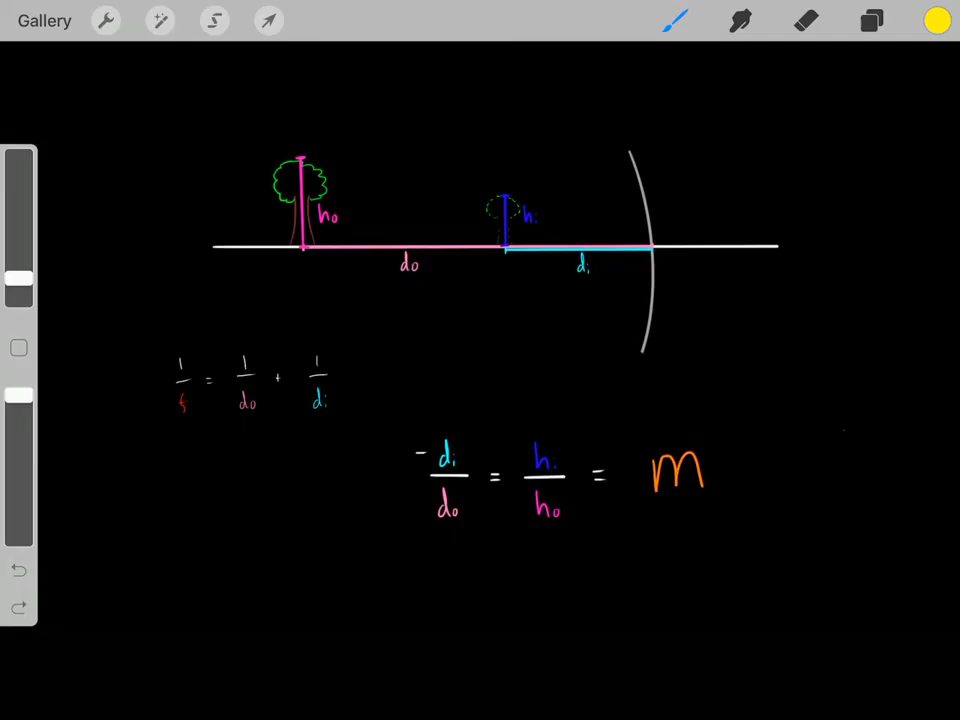 Gallery
ho
hi
do
di
1/f = 1/do + 1/di
-di/do = hi/ho = m